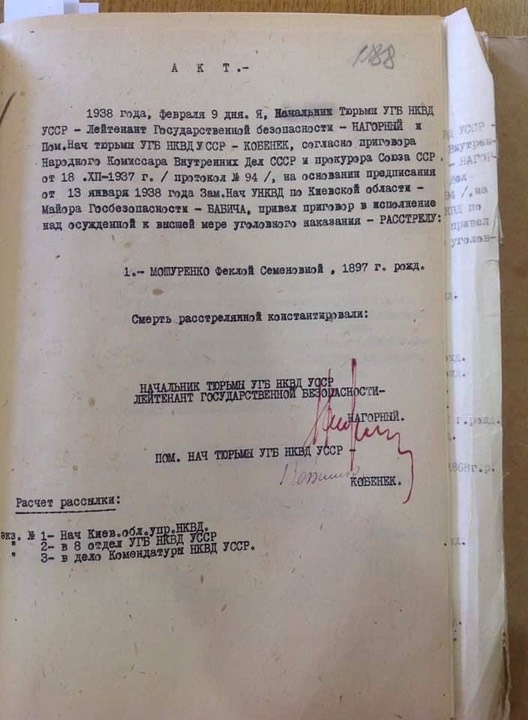 188
А К Т.-
1938 года, февраля 9 дня. Я, Начальник Тюрьмы УГБ НКВД
УССР - Лейтенант Государственной безопасности - НАГОРНЫЙ и
Пом.Нач тюрьмы УГБ НКВД УССР - КОБЕНЕК, согласно приговора
Народного Комиссара Внутренних Дел СССР и прокурора Союза ССР
от 18 .XII-1937 г. / протокол № 94 /, на основании предписания
от 13 января 1938 года Зам.Нач УНКВД по Киевской области -
Майора Госбезопасности - БАБИЧА, привел приговор в исполнение
над осужденной к высшей мере уголовного наказания - РАССТРЕЛУ:
1.- МОШУРЕНКО Феклой Семеновной , 1897 г. рожд.
Смерть расстрелянной константировали:
НАЧАЛЬНИК ТЮРЬМЫ УГБ НКВД УССР
ЛЕЙТЕНАНТ ГОСУДАРСТВЕННОЙ БЕЗОПАСНОСТИ-
НАГОРНЫЙ.
ПОМ. НАЧ ТЮРЬМЫ УГБ НКВД УССР -
КОБЕНЕК.
Расчет рассылки:
экз. № 1- Нач Киев.обл.упр.НКВД.
" 2- в 8 отдел УГБ НКВД УССР
" 3- в дело Комендатуры НКВД УССР.